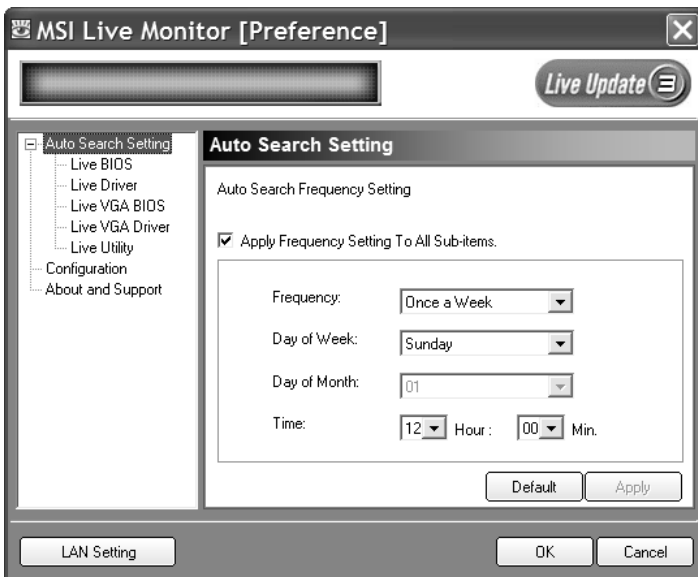 MSI Live Monitor [Preference]
Live Update 3
Auto Search Setting
Live BIOS
Live Driver
Live VGA BIOS
Live VGA Driver
Live Utility
Configuration
About and Support
Auto Search Setting
Auto Search Frequency Setting
Apply Frequency Setting To All Sub-items.
Frequency: Once a Week
Day of Week: Sunday
Day of Month: 01
Time: 12 Hour : 00 Min.
Default Apply
LAN Setting OK Cancel